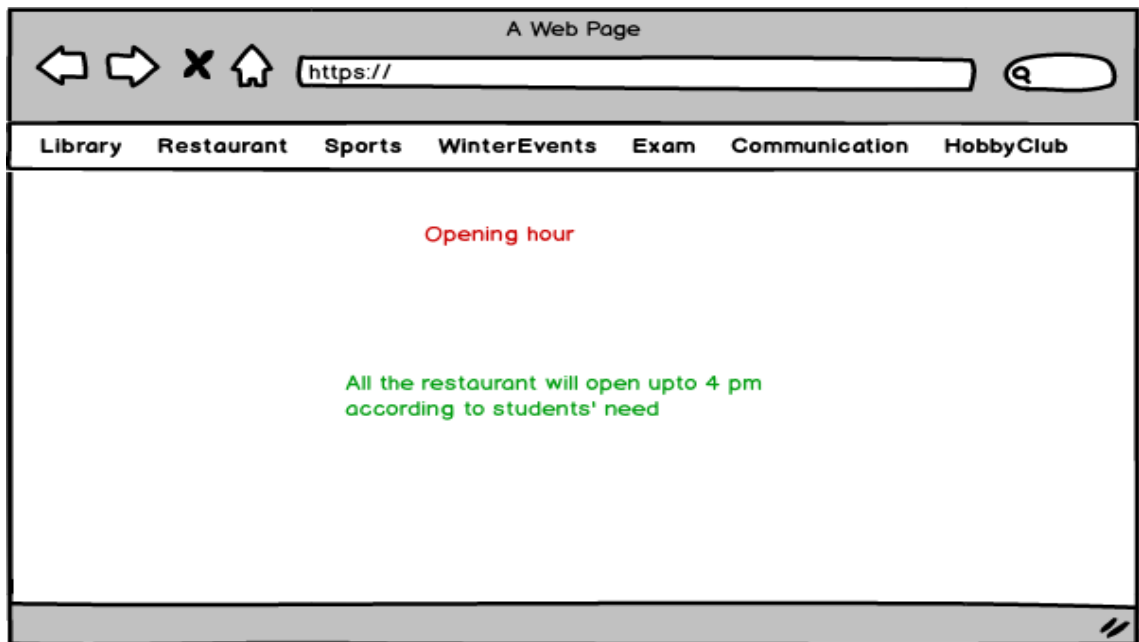 A Web Page
https://
Library Restaurant Sports WinterEvents Exam Communication HobbyClub
Opening hour
All the restaurant will open upto 4 pm
according to students' need